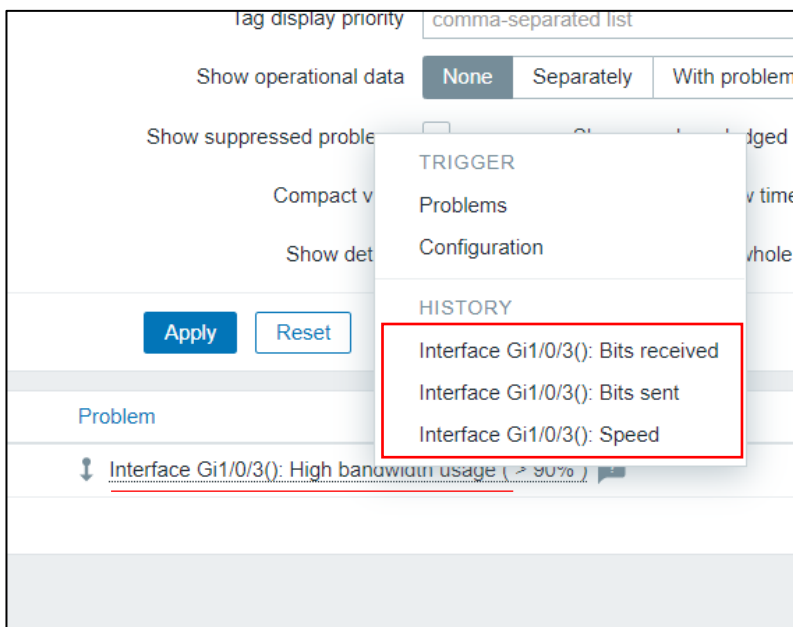 Tag display priority comma-separated list
Show operational data None Separately With problem
Show suppressed proble
TRIGGER
Compact v
Problems
Configuration
Show det
HISTORY
Apply Reset
Interface Gi1/0/3(): Bits received
Interface Gi1/0/3(): Bits sent
Interface Gi1/0/3(): Speed
Problem
Interface Gi1/0/3(): High bandwidth usage ( > 90% )